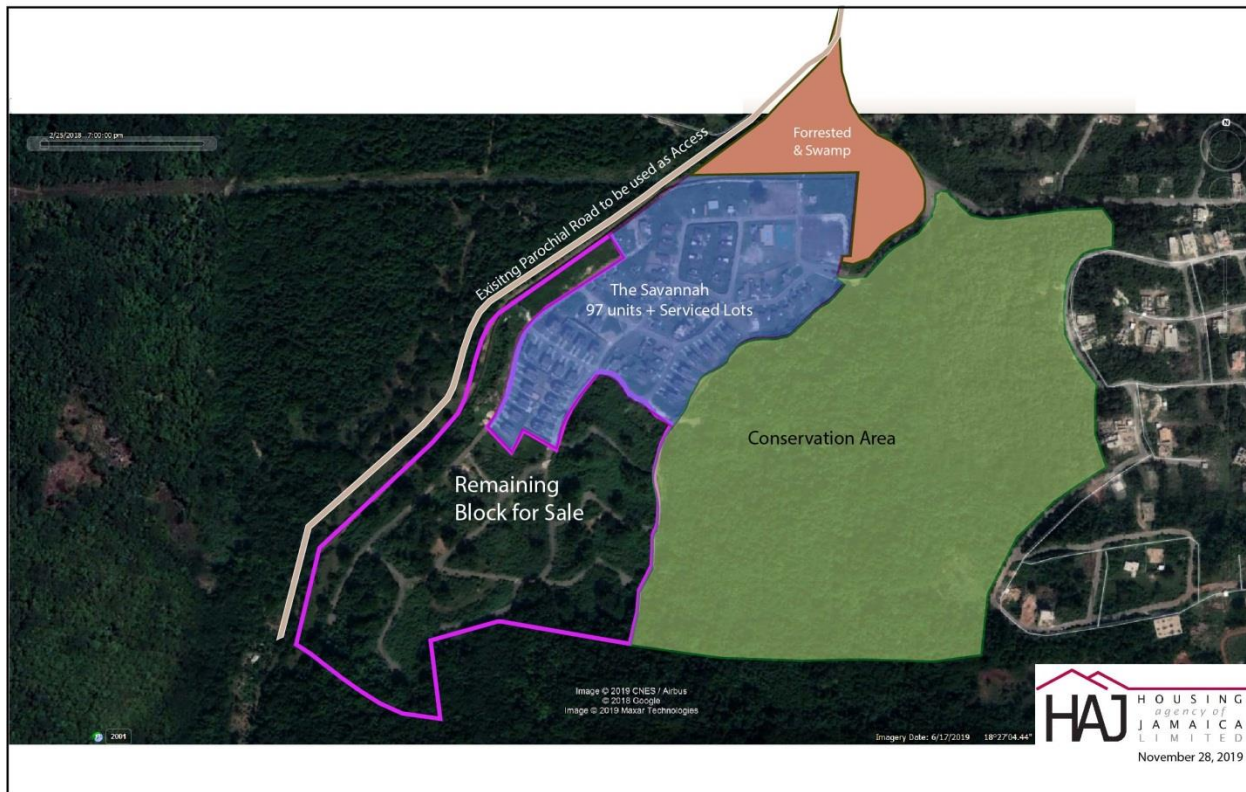 2/25/2018 7:00:00 pm
N
Forrested
& Swamp
Exisitng Parochial Road to be used as Access
The Savannah
97 units + Serviced Lots
Conservation Area
Remaining
Block for Sale
Image © 2019 CNES / Airbus
© 2018 Google
Image © 2019 Maxar Technologies
2001
Imagery Date: 6/17/2019 18°27'04.44"
HAJ
HOUSING
agency of
JAMAICA
LIMITED
November 28, 2019